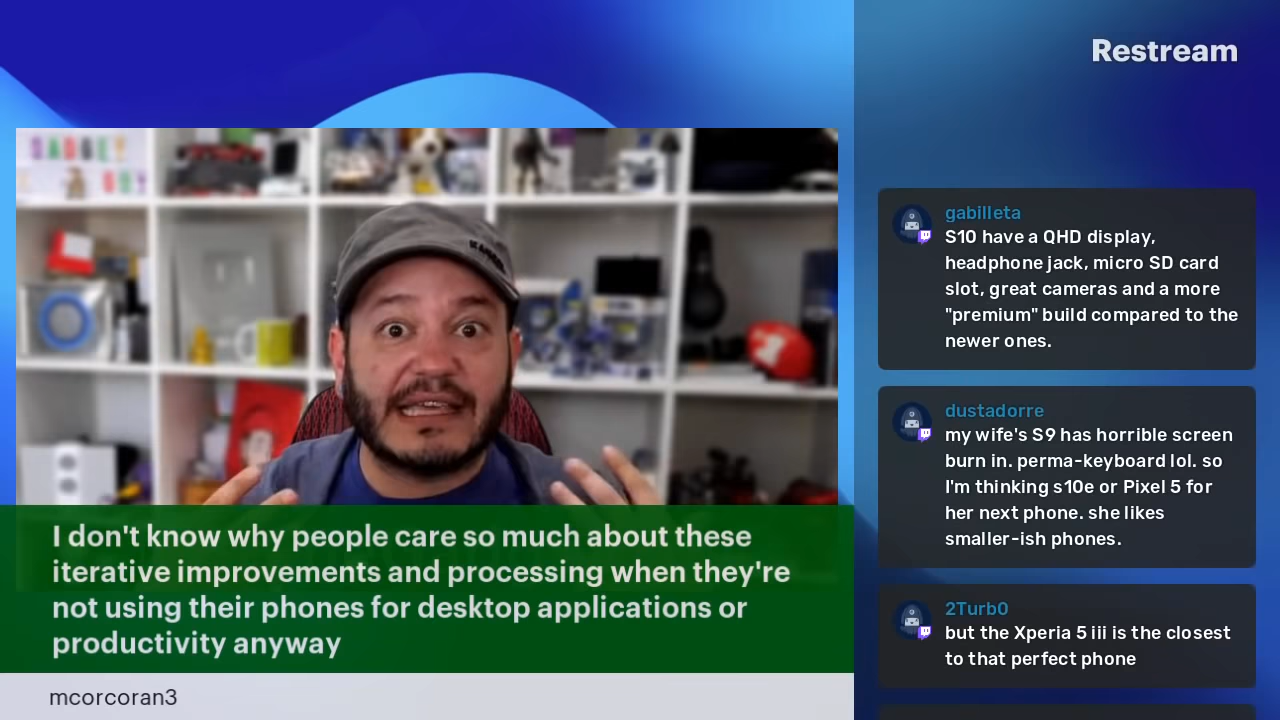 Restream
gabilleta
S10 have a QHD display,
headphone jack, micro SD card
slot, great cameras and a more
"premium" build compared to the
newer ones.
dustadorre
my wife's S9 has horrible screen
burn in. perma-keyboard lol. so
I'm thinking s10e or Pixel 5 for
her next phone. she likes
smaller-ish phones.
2Turb0
but the Xperia 5 iii is the closest
to that perfect phone
I don't know why people care so much about these
iterative improvements and processing when they're
not using their phones for desktop applications or
productivity anyway
mcorcoran3